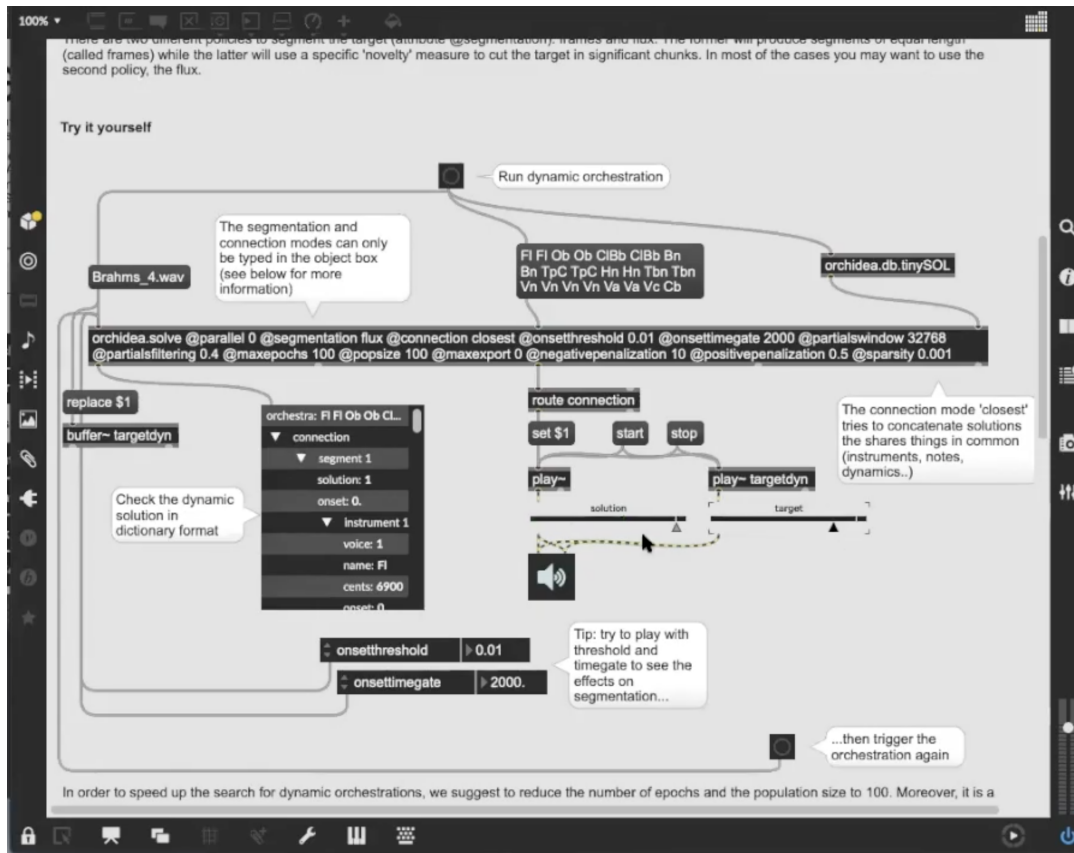 100%
There are two different policies to segment the target (attribute @segmentation): frames and flux. The former will produce segments of equal length
(called frames) while the latter will use a specific 'novelty' measure to cut the target in significant chunks. In most of the cases you may want to use the
second policy, the flux.
Try it yourself
Run dynamic orchestration
The segmentation and
connection modes can only
be typed in the object box
(see below for more
information)
Brahms_4.wav
Fl Fl Ob Ob ClBb ClBb Bn
Bn TpC TpC Hn Hn Tbn Tbn
Vn Vn Vn Vn Va Va Vc Cb
orchidea.db.tinySOL
orchidea.solve @parallel 0 @segmentation flux @connection closest @onsetthreshold 0.01 @onsettimegate 2000 @partialswindow 32768
@partialsfiltering 0.4 @maxepochs 100 @popsize 100 @maxexport 0 @negativepenalization 10 @positivepenalization 0.5 @sparsity 0.001
replace $1
buffer~ targetdyn
Check the dynamic
solution in
dictionary format
orchestra: Fl Fl Ob Ob Cl...
connection
segment 1
solution: 1
onset: 0.
instrument 1
voice: 1
name: Fl
cents: 6900
onset: 0
route connection
set $1
start
stop
play~
play~ targetdyn
solution
target
The connection mode 'closest'
tries to concatenate solutions
the shares things in common
(instruments, notes,
dynamics..)
onsetthreshold
0.01
onsettimegate
2000.
Tip: try to play with
threshold and
timegate to see the
effects on
segmentation...
...then trigger the
orchestration again
In order to speed up the search for dynamic orchestrations, we suggest to reduce the number of epochs and the population size to 100. Moreover, it is a